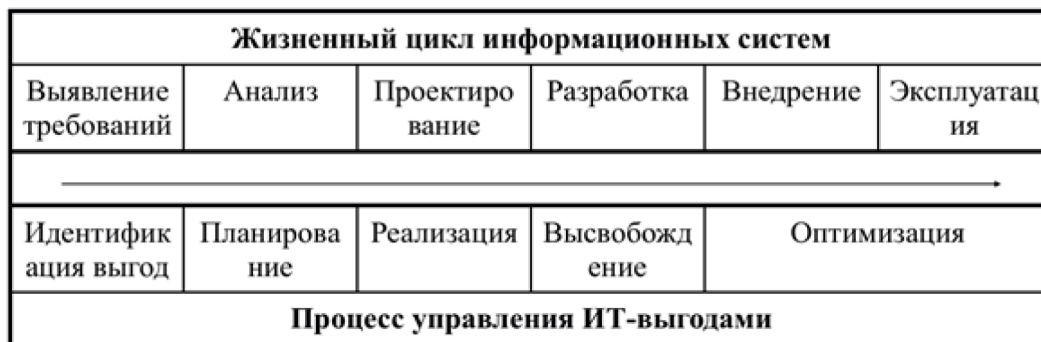 Жизненный цикл информационных систем
Выявление Анализ Проектиро Разработка Внедрение Эксплуатац
требований вание ия
Идентифик Планирова Реализация Высвобожд Оптимизация
ация выгод ние ение
Процесс управления ИТ-выгодами